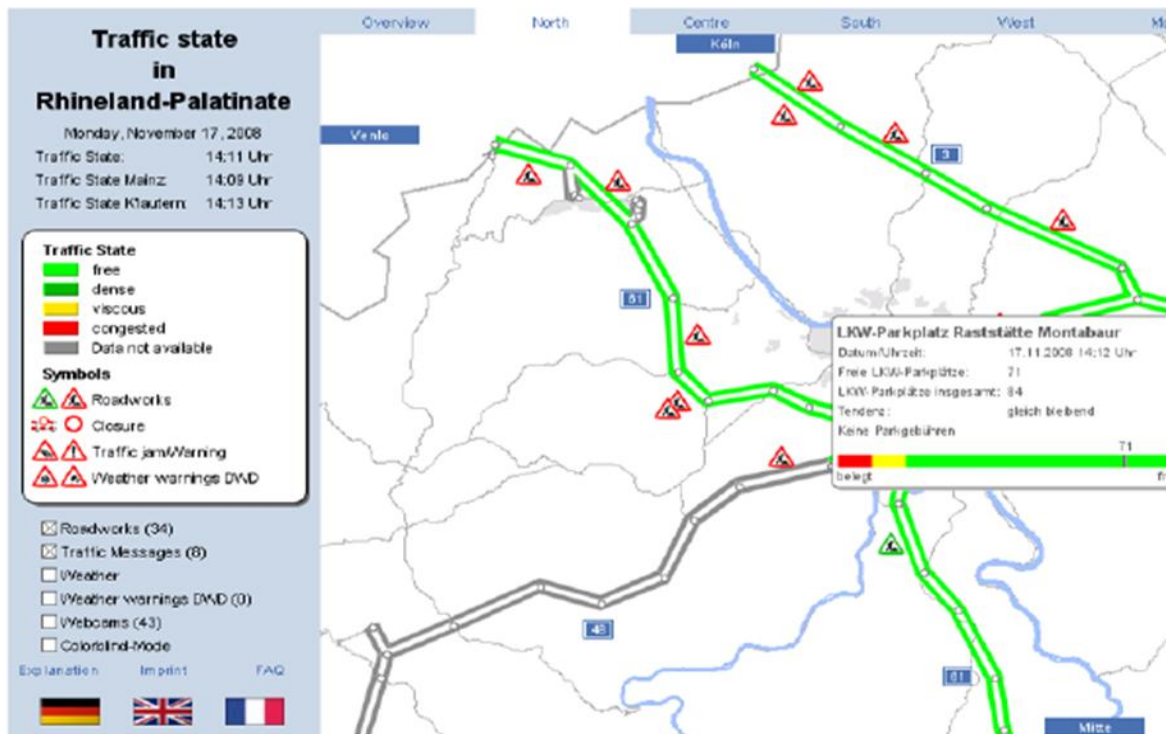 Overview North Centre South West
Traffic state
in
Rhineland-Palatinate
Monday, November 17, 2008
Traffic State: 14:11 Uhr
Traffic State Mainz: 14:09 Uhr
Traffic State K'lautern: 14:13 Uhr
Traffic State
free
dense
viscous
congested
Data not available
Symbols
Roadworks
Closure
Traffic jam/Warning
Weather warnings DWD
Roadworks (34)
Traffic Messages (8)
Weather
Weather warnings DWD (0)
Webcams (43)
Colorblind-Mode
Explanation Imprint FAQ
Köln
Venlo
3
61
LKW-Parkplatz Raststätte Montabaur
Datum/Uhrzeit: 17.11.2008 14:12 Uhr
Freie LKW-Parkplätze: 71
LKW-Parkplätze insgesamt: 84
Tendenz: gleich bleibend
Keine Parkgebühren
71
belegt
48
61
Mitte